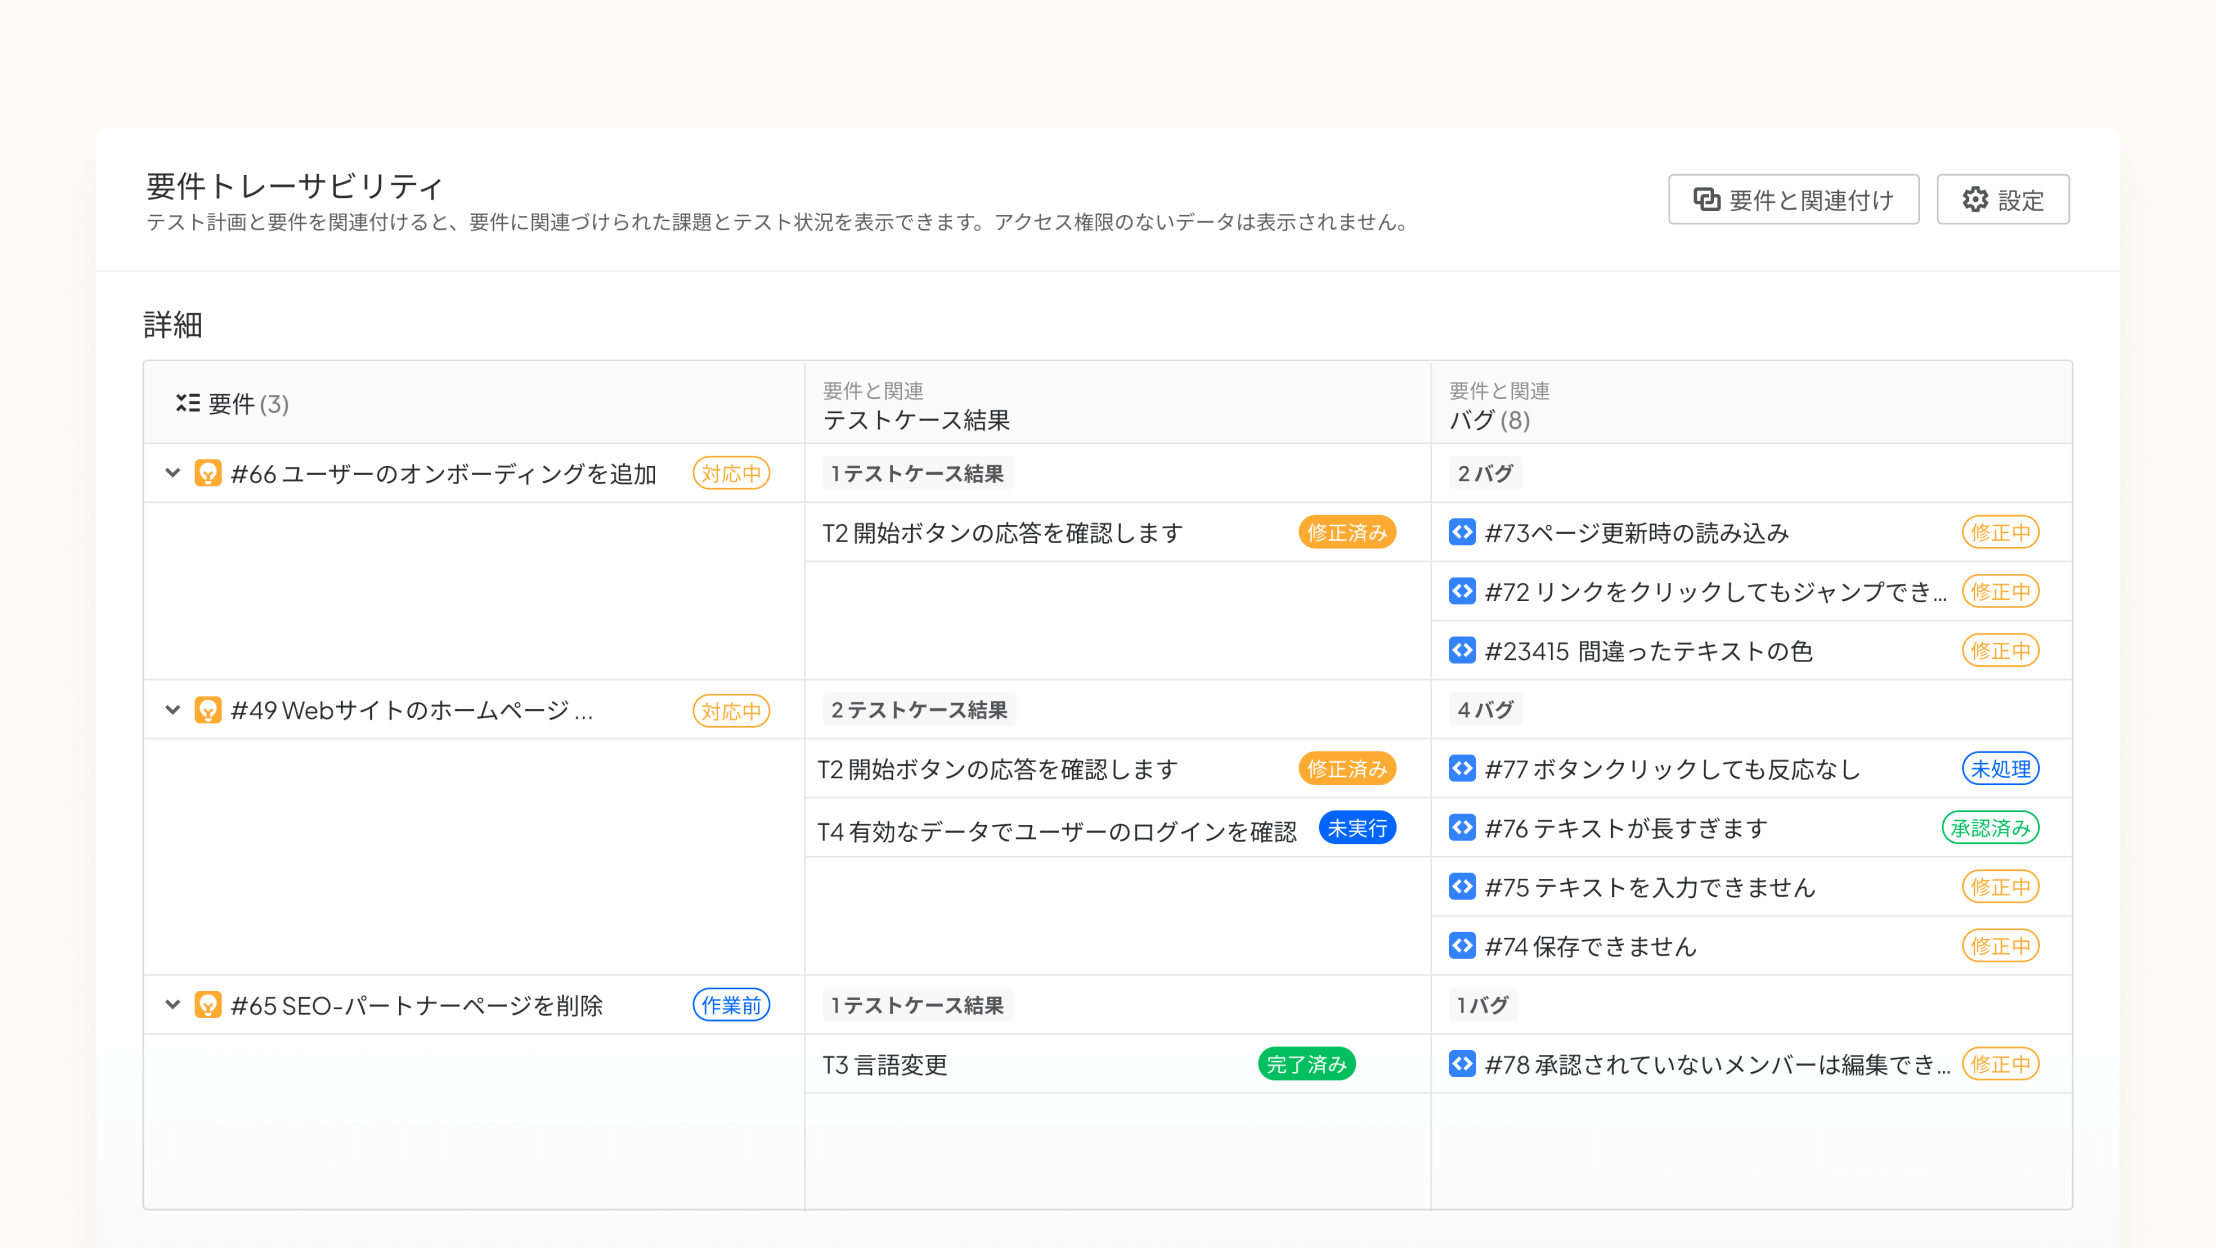 要件トレーサビリティ
テスト計画と要件を関連付けると、要件に関連づけられた課題とテスト状況を表示できます。アクセス権限のないデータは表示されません。
要件と関連付け
設定
詳細
要件 (3)
要件と関連
テストケース結果
要件と関連
バグ (8)
#66 ユーザーのオンボーディングを追加 対応中 1 テストケース結果 2 バグ
T2 開始ボタンの応答を確認します 修正済み #73ページ更新時の読み込み 修正中
#72 リンクをクリックしてもジャンプでき... 修正中
#23415 間違ったテキストの色 修正中
#49 Webサイトのホームページ ... 対応中 2 テストケース結果 4 バグ
T2 開始ボタンの応答を確認します 修正済み #77 ボタンクリックしても反応なし 未処理
T4 有効なデータでユーザーのログインを確認 未実行 #76 テキストが長すぎます 承認済み
#75 テキストを入力できません 修正中
#74 保存できません 修正中
#65 SEO-パートナーページを削除 作業前 1 テストケース結果 1 バグ
T3 言語変更 完了済み #78 承認されていないメンバーは編集でき... 修正中